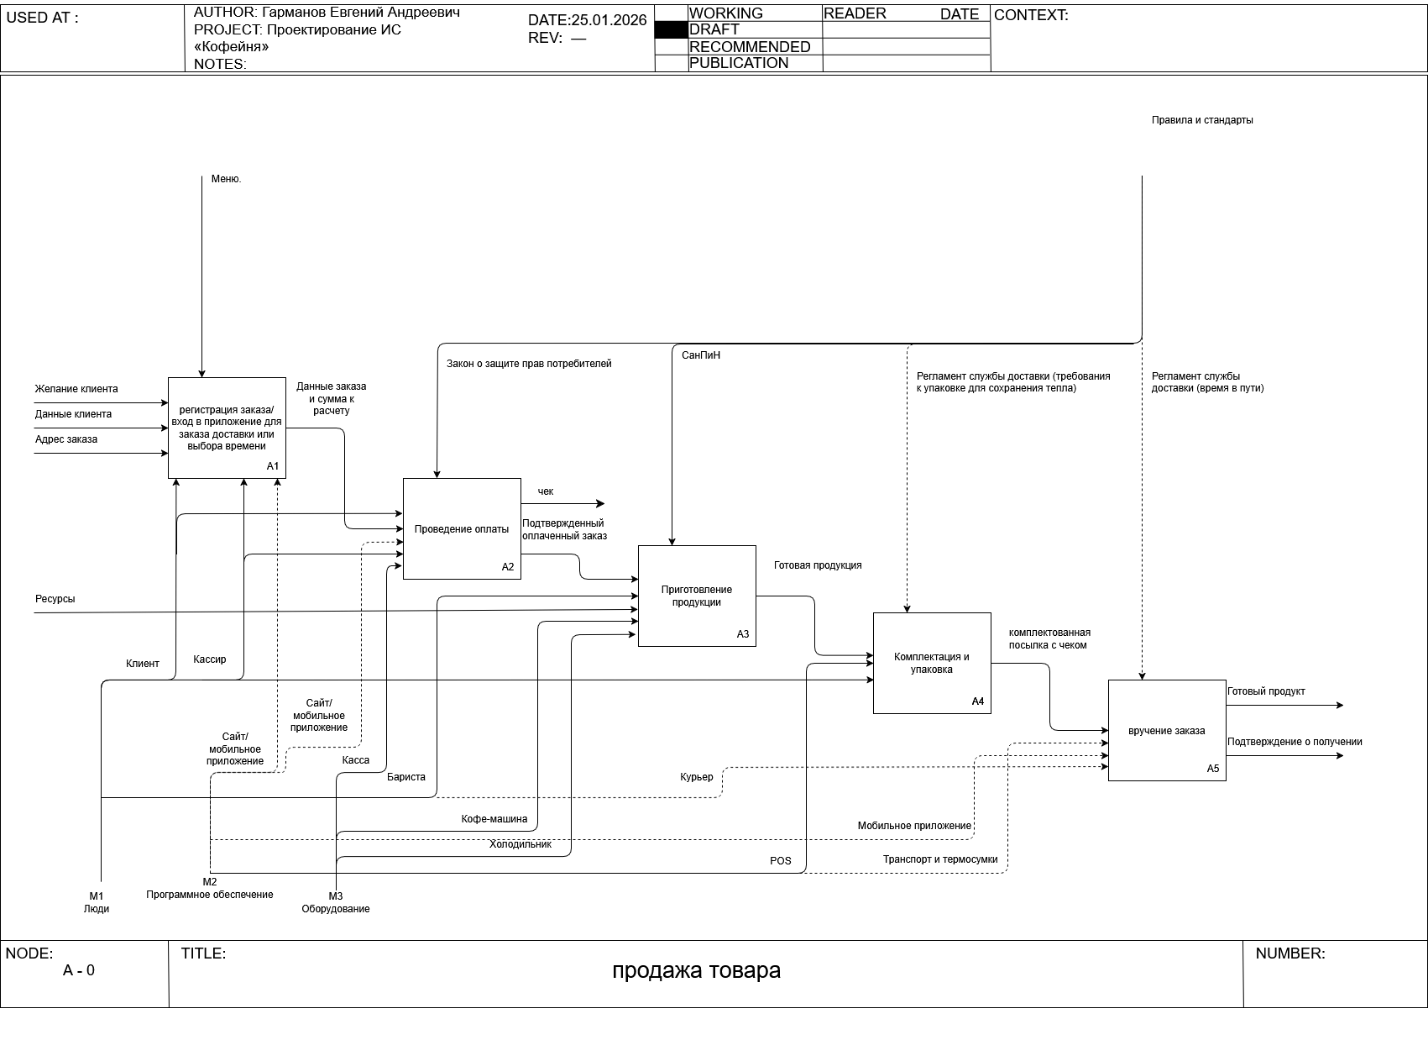 USED AT :
AUTHOR: Гарманов Евгений Андреевич
PROJECT: Проектирование ИС
«Кофейня»
NOTES:
DATE:25.01.2026
REV: —
WORKING
DRAFT
RECOMMENDED
PUBLICATION
READER DATE
CONTEXT:
Правила и стандарты
Меню.
Закон о защите прав потребителей
СанПиН
Регламент службы доставки (требования
к упаковке для сохранения тепла)
Регламент службы
доставки (время в пути)
Желание клиента
Данные клиента
Адрес заказа
регистрация заказа/
вход в приложение для
заказа доставки или
выбора времени
A1
Данные заказа
и сумма к
расчету
Проведение оплаты
A2
чек
Подтвержденный
оплаченный заказ
Приготовление
продукции
A3
Готовая продукция
Ресурсы
Комплектация и
упаковка
A4
комплектованная
посылка с чеком
Клиент
Кассир
вручение заказа
A5
Готовый продукт
Подтверждение о получении
Сайт/
мобильное
приложение
Сайт/
мобильное
приложение
Касса
Бариста
Курьер
Кофе-машина
Мобильное приложение
Холодильник
POS
Транспорт и термосумки
M1
Люди
M2
Программное обеспечение
M3
Оборудование
NODE:
A - 0
TITLE:
продажа товара
NUMBER: